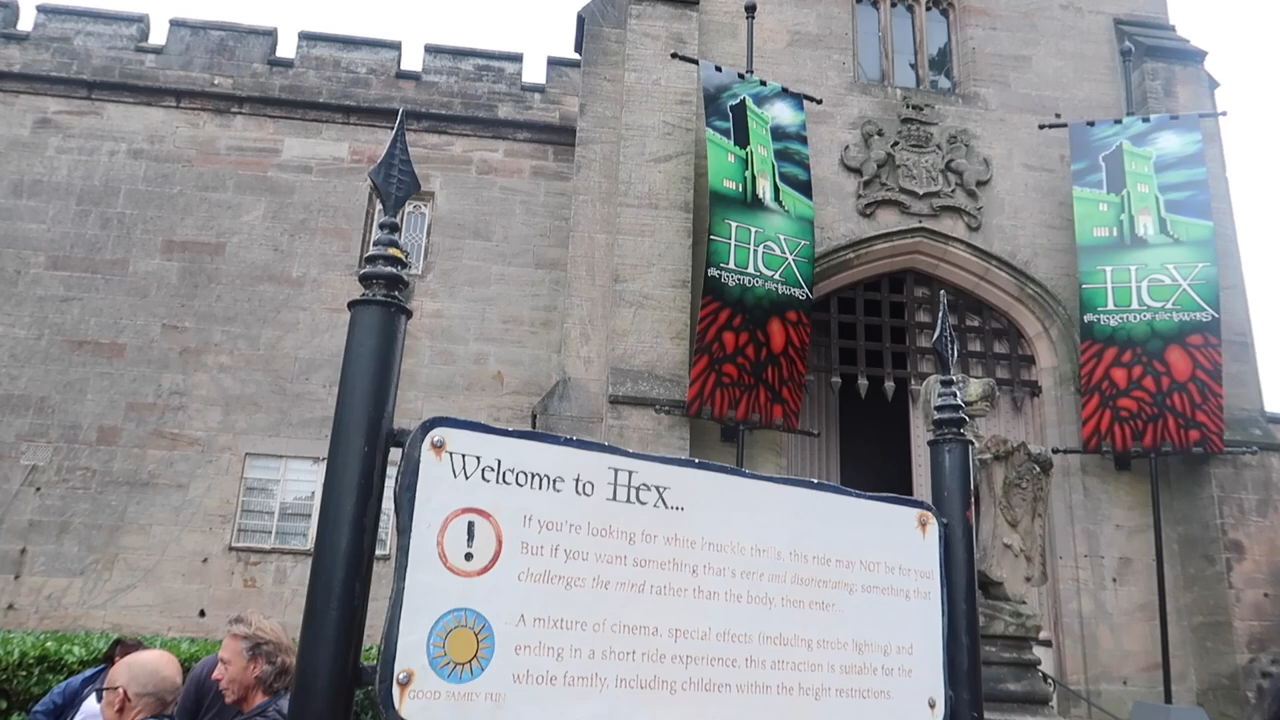 HeX
the LEGEND OF the towers
HeX
the LEGEND OF the towers
Welcome to Hex...
If you're looking for white knuckle thrills, this ride may NOT be for you!
But if you want something that's eerie and disorientating; something that
challenges the mind rather than the body, then enter...
A mixture of cinema, special effects (including strobe lighting) and
ending in a short ride experience, this attraction is suitable for the
whole family, including children within the height restrictions.
GOOD FAMILY FUN